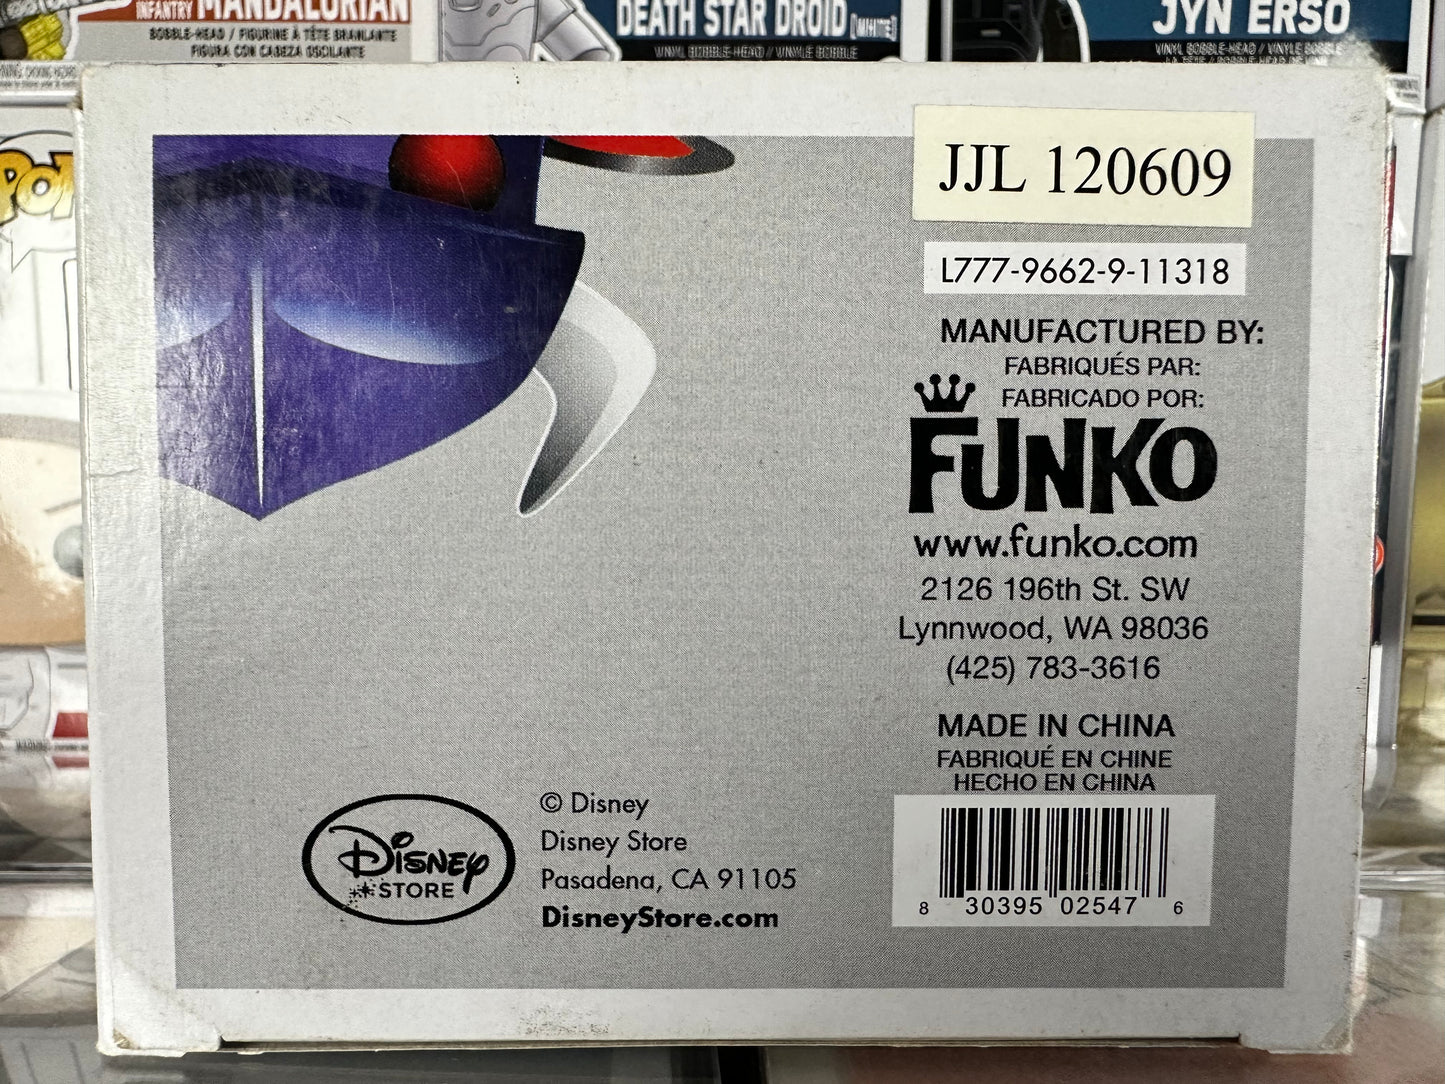 INFANTRY MANDALORIAN
BOBBLE-HEAD / FIGURINE À TÊTE BRANLANTE
FIGURA CON CABEZA OSCILANTE
DEATH STAR DROID [WHITE]
VINYL BOBBLE-HEAD / VINYLE BOBBLE
JYN ERSO
VINYL BOBBLE-HEAD / VINYLE BOBBLE
POP
JJL 120609
L777-9662-9-11318
MANUFACTURED BY:
FABRIQUÉS PAR:
FABRICADO POR:
FUNKO
www.funko.com
2126 196th St. SW
Lynnwood, WA 98036
(425) 783-3616
MADE IN CHINA
FABRIQUÉ EN CHINE
HECHO EN CHINA
8 30395 02547 6
Disney
STORE
© Disney
Disney Store
Pasadena, CA 91105
DisneyStore.com